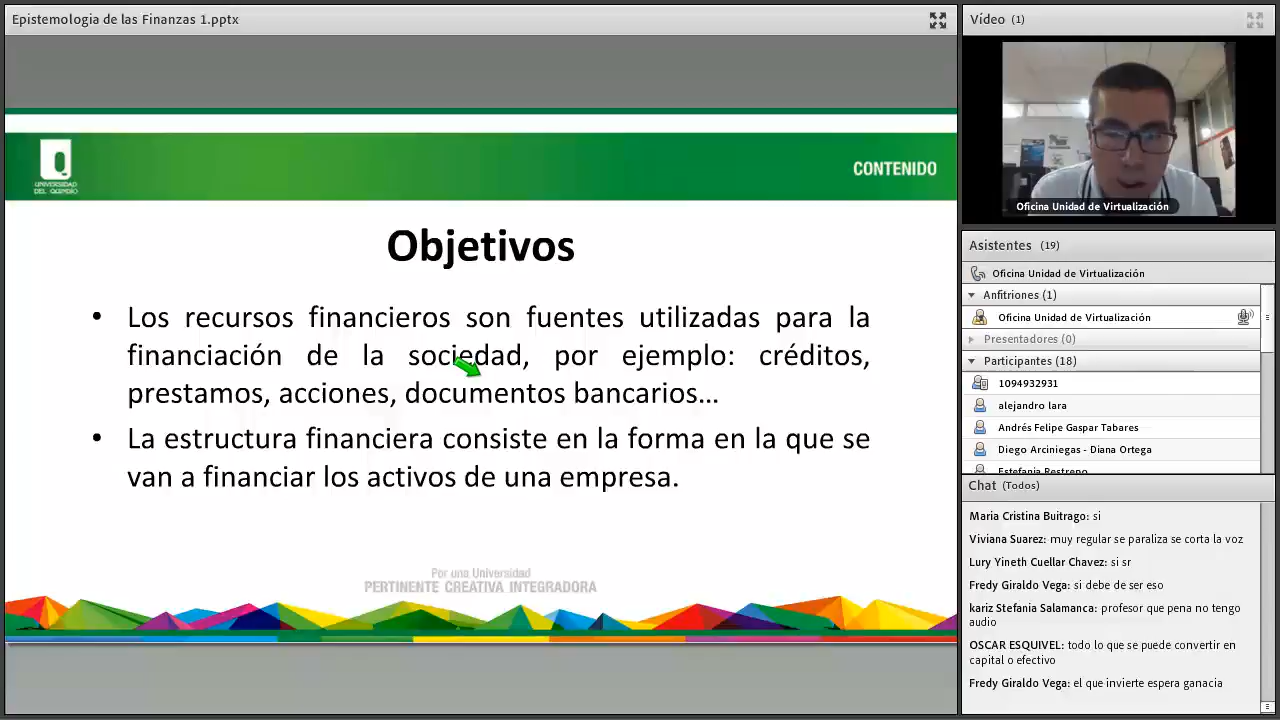 Epistemologia de las Finanzas 1.pptx
UNIVERSIDAD
DEL QUINDÍO
CONTENIDO
Objetivos
• Los recursos financieros son fuentes utilizadas para la
financiación de la sociedad, por ejemplo: créditos,
prestamos, acciones, documentos bancarios...
• La estructura financiera consiste en la forma en la que se
van a financiar los activos de una empresa.
Por una Universidad
PERTINENTE CREATIVA INTEGRADORA
Vídeo (1)
Oficina Unidad de Virtualización
Asistentes (19)
Oficina Unidad de Virtualización
Anfitriones (1)
Oficina Unidad de Virtualización
Presentadores (0)
Participantes (18)
1094932931
alejandro lara
Andrés Felipe Gaspar Tabares
Diego Arciniegas - Diana Ortega
Estefania Restrepo
Chat (Todos)
Maria Cristina Buitrago: si
Viviana Suarez: muy regular se paraliza se corta la voz
Lury Yineth Cuellar Chavez: si sr
Fredy Giraldo Vega: si debe de ser eso
kariz Stefania Salamanca: profesor que pena no tengo
audio
OSCAR ESQUIVEL: todo lo que se puede convertir en
capital o efectivo
Fredy Giraldo Vega: el que invierte espera ganacia